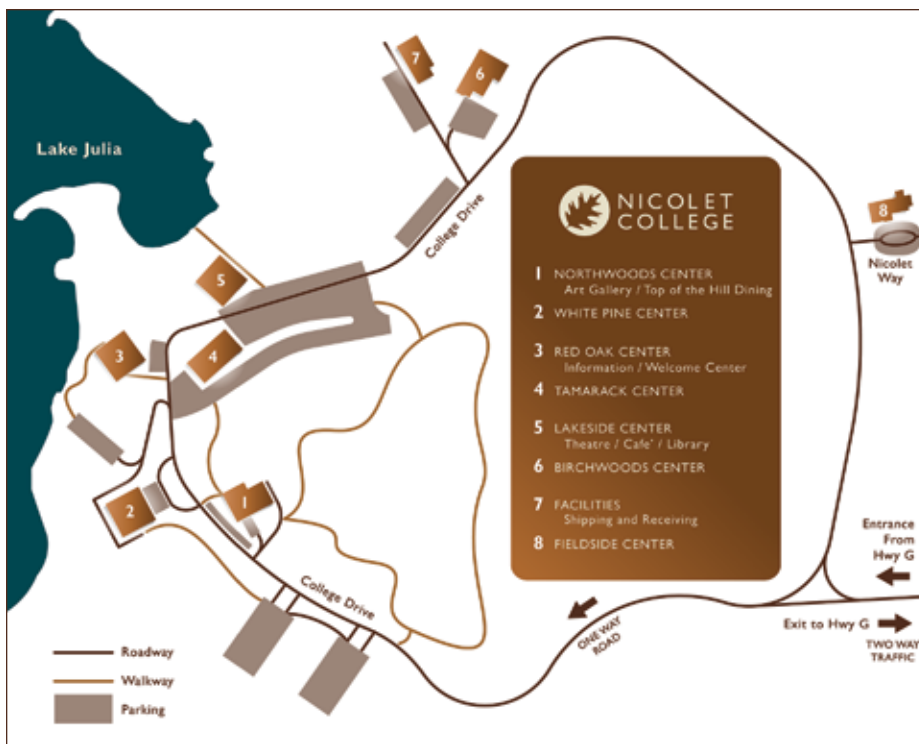 Lake Julia
7
6
5
4
3
2
1
8
College Drive
College Drive
Nicolet
Way
NICOLET
COLLEGE
1 NORTHWOODS CENTER
Art Gallery / Top of the Hill Dining
2 WHITE PINE CENTER
3 RED OAK CENTER
Information / Welcome Center
4 TAMARACK CENTER
5 LAKESIDE CENTER
Theatre / Cafe' / Library
6 BIRCHWOODS CENTER
7 FACILITIES
Shipping and Receiving
8 FIELDSIDE CENTER
Entrance
From
Hwy G
Exit to Hwy G
TWO WAY
TRAFFIC
ONE WAY
ROAD
Roadway
Walkway
Parking